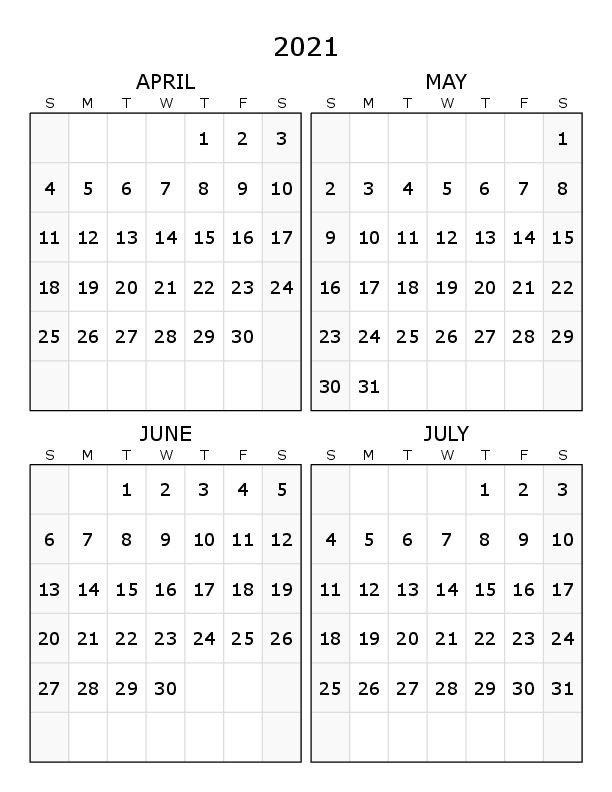 2021
APRIL
S M T W T F S
1 2 3
4 5 6 7 8 9 10
11 12 13 14 15 16 17
18 19 20 21 22 23 24
25 26 27 28 29 30
MAY
S M T W T F S
1
2 3 4 5 6 7 8
9 10 11 12 13 14 15
16 17 18 19 20 21 22
23 24 25 26 27 28 29
30 31
JUNE
S M T W T F S
1 2 3 4 5
6 7 8 9 10 11 12
13 14 15 16 17 18 19
20 21 22 23 24 25 26
27 28 29 30
JULY
S M T W T F S
1 2 3
4 5 6 7 8 9 10
11 12 13 14 15 16 17
18 19 20 21 22 23 24
25 26 27 28 29 30 31